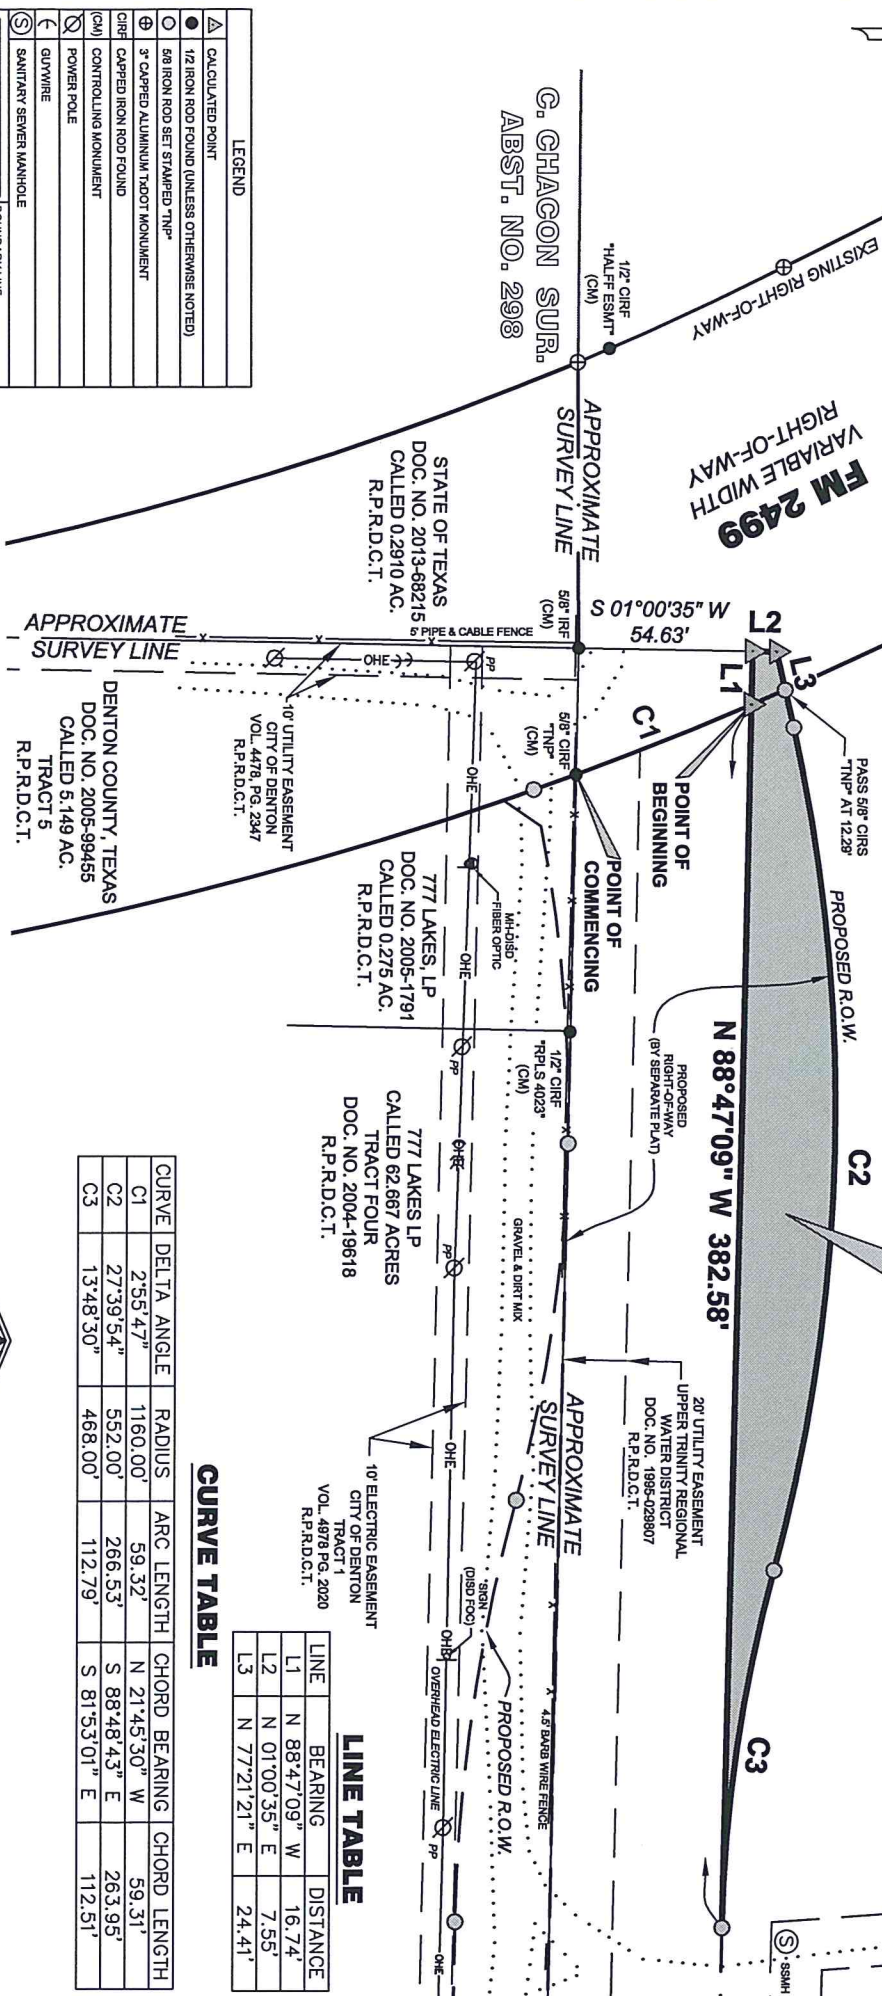 LEGEND
CALCULATED POINT
1/2 IRON ROD FOUND (UNLESS OTHERWISE NOTED)
5/8 IRON ROD SET STAMPED "TNP"
3" CAPPED ALUMINUM TxDOT MONUMENT
CIRF CAPPED IRON ROD FOUND
(CM) CONTROLLING MONUMENT
POWER POLE
GUYWIRE
S SANITARY SEWER MANHOLE
C. CHACON SUR.
ABST. NO. 298
1/2" CIRF
"HALFF ESMT"
(CM)
EXISTING RIGHT-OF-WAY
FM 2499
VARIABLE WIDTH
RIGHT-OF-WAY
APPROXIMATE
SURVEY LINE
STATE OF TEXAS
DOC. NO. 2013-68215
CALLED 0.2910 AC.
R.P.R.D.C.T.
5/8" IRF
(CM)
S 01°00'35" W
54.63'
L2
L3
L1
APPROXIMATE
SURVEY LINE
5' PIPE & CABLE FENCE
OHE
PP
10' UTILITY EASEMENT
CITY OF DENTON
VOL. 4478, PG. 2347
R.P.R.D.C.T.
DENTON COUNTY, TEXAS
DOC. NO. 2005-99455
CALLED 5.149 AC.
TRACT 5
R.P.R.D.C.T.
5/8" CIRF
"TNP"
(CM)
C1
POINT OF
BEGINNING
POINT OF
COMMENCING
PASS 5/8" CIRS
"TNP" AT 12.29'
PROPOSED R.O.W.
OHE
MH-DISD
FIBER OPTIC
777 LAKES, LP
DOC. NO. 2005-1791
CALLED 0.275 AC.
R.P.R.D.C.T.
OHE
PP
1/2" CIRF
"RPLS 4023"
(CM)
PROPOSED
RIGHT-OF-WAY
(BY SEPARATE PLAT)
N 88°47'09" W 382.58'
C2
777 LAKES LP
CALLED 62.667 ACRES
TRACT FOUR
DOC. NO. 2004-19618
R.P.R.D.C.T.
OHE
PP
GRAVEL & DIRT MIX
20' UTILITY EASEMENT
UPPER TRINITY REGIONAL
WATER DISTRICT
DOC. NO. 1995-029807
R.P.R.D.C.T.
APPROXIMATE
SURVEY LINE
OHE
10' ELECTRIC EASEMENT
CITY OF DENTON
TRACT 1
VOL. 4978 PG. 2020
R.P.R.D.C.T.
SIGN
(DISD FOC)
OHE
PROPOSED R.O.W.
4.5' BARB WIRE FENCE
OVERHEAD ELECTRIC LINE
PP
OHE
C3
S SSMH
CURVE TABLE
CURVE DELTA ANGLE RADIUS ARC LENGTH CHORD BEARING CHORD LENGTH
C1 2°55'47" 1160.00' 59.32' N 21°45'30" W 59.31'
C2 27°39'54" 552.00' 266.53' S 88°48'43" E 263.95'
C3 13°48'30" 468.00' 112.79' S 81°53'01" E 112.51'
LINE TABLE
LINE BEARING DISTANCE
L1 N 88°47'09" W 16.74'
L2 N 01°00'35" E 7.55'
L3 N 77°21'21" E 24.41'